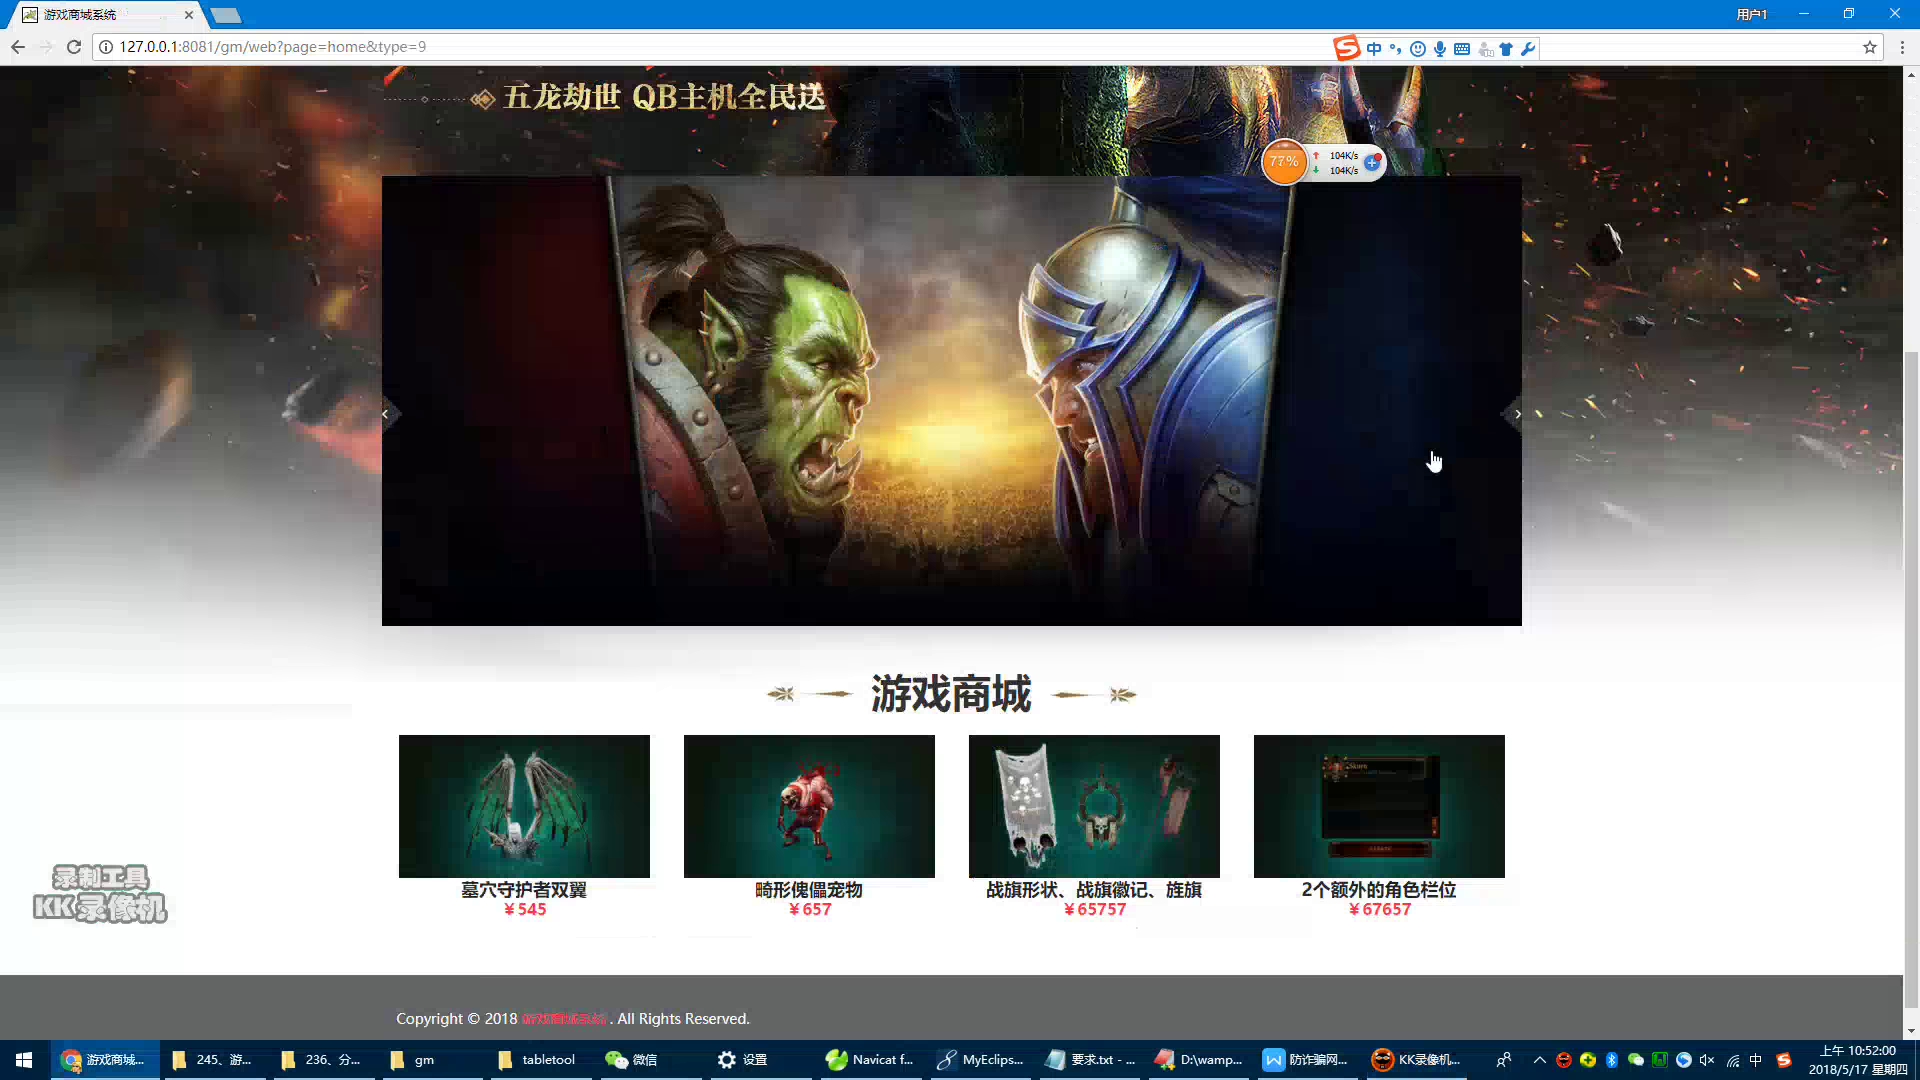 游戏商城系统
用户1
127.0.0.1:8081/gm/web?page=home&type=9
中
五龙劫世 QB主机全民送
77%
104K/s
104K/s
游戏商城
墓穴守护者双翼
￥545
畸形傀儡宠物
￥657
战旗形状、战旗徽记、旌旗
￥65757
2个额外的角色栏位
￥67657
录制工具
KK录像机
Copyright © 2018 游戏商城系统 . All Rights Reserved.
游戏商城...
245、游...
236、分...
gm
tabletool
微信
设置
Navicat f...
MyEclips...
要求.txt - ...
D:\wamp...
防诈骗网...
KK录像机...
中
上午 10:52:00
2018/5/17 星期四